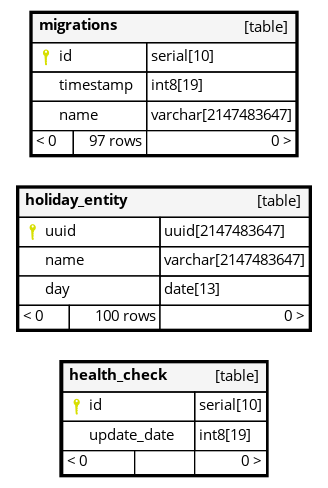 migrations [table]
id serial[10]
timestamp int8[19]
name varchar[2147483647]
< 0 97 rows 0 >
holiday_entity [table]
uuid uuid[2147483647]
name varchar[2147483647]
day date[13]
< 0 100 rows 0 >
health_check [table]
id serial[10]
update_date int8[19]
< 0 0 >